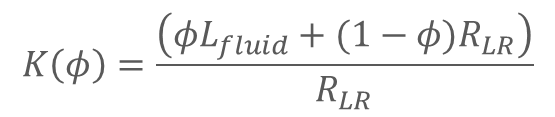 K(ϕ) = (ϕL_fluid + (1 − ϕ)R_LR) / R_LR